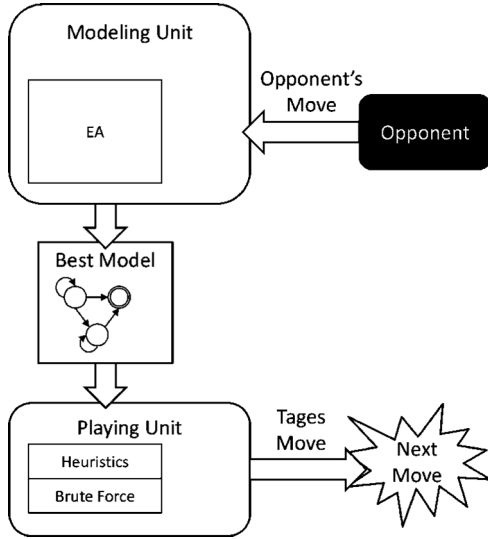 Modeling Unit
EA
Opponent's
Move
Opponent
Best Model
Playing Unit
Heuristics
Brute Force
Tages
Move
Next
Move